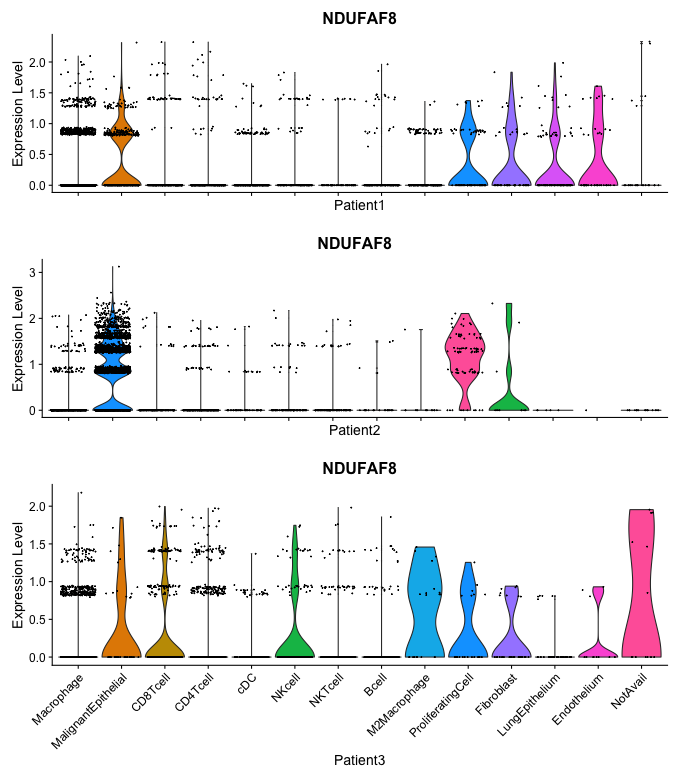 NDUFAF8
Expression Level
2.0
1.5
1.0
0.5
0.0
Patient1
NDUFAF8
Expression Level
3
2
1
0
Patient2
NDUFAF8
Expression Level
2.0
1.5
1.0
0.5
0.0
Macrophage
MalignantEpithelial
CD8Tcell
CD4Tcell
cDC
NKcell
NKTcell
Bcell
M2Macrophage
ProliferatingCell
Fibroblast
LungEpithelium
Endothelium
NotAvail
Patient3